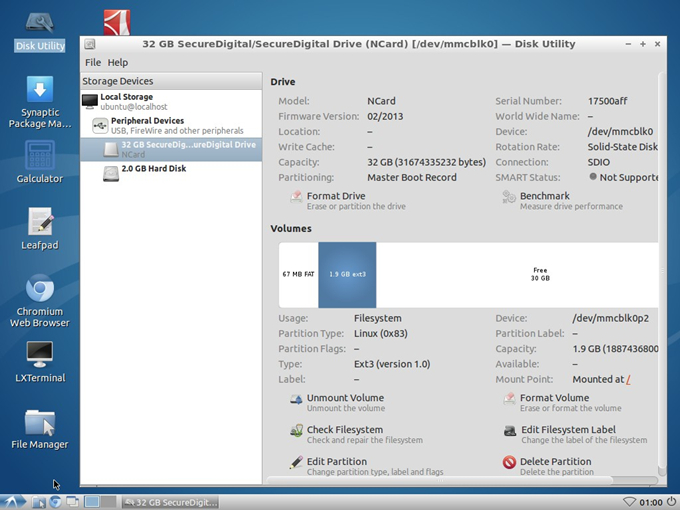 Disk Utility
Synaptic
Package Ma...
Galculator
Leafpad
Chromium
Web Browser
LXTerminal
File Manager
32 GB SecureDigital/SecureDigital Drive (NCard) [/dev/mmcblk0] — Disk Utility
File Help
Storage Devices
Local Storage
ubuntu@localhost
Peripheral Devices
USB, FireWire and other peripherals
32 GB SecureDig...ureDigital Drive
NCard
2.0 GB Hard Disk
Drive
Model: NCard Serial Number: 17500aff
Firmware Version: 02/2013 World Wide Name: –
Location: – Device: /dev/mmcblk0
Write Cache: – Rotation Rate: Solid-State Disk
Capacity: 32 GB (31674335232 bytes) Connection: SDIO
Partitioning: Master Boot Record SMART Status: Not Supporte
Format Drive Benchmark
Erase or partition the drive Measure drive performance
Volumes
67 MB FAT 1.9 GB ext3 Free
30 GB
Usage: Filesystem Device: /dev/mmcblk0p2
Partition Type: Linux (0x83) Partition Label: –
Partition Flags: – Capacity: 1.9 GB (1887436800
Type: Ext3 (version 1.0) Available: –
Label: – Mount Point: Mounted at /
Unmount Volume Format Volume
Unmount the volume Erase or format the volume
Check Filesystem Edit Filesystem Label
Check and repair the filesystem Change the label of the filesystem
Edit Partition Delete Partition
Change partition type, label and flags Delete the partition
32 GB SecureDigit... 01:00